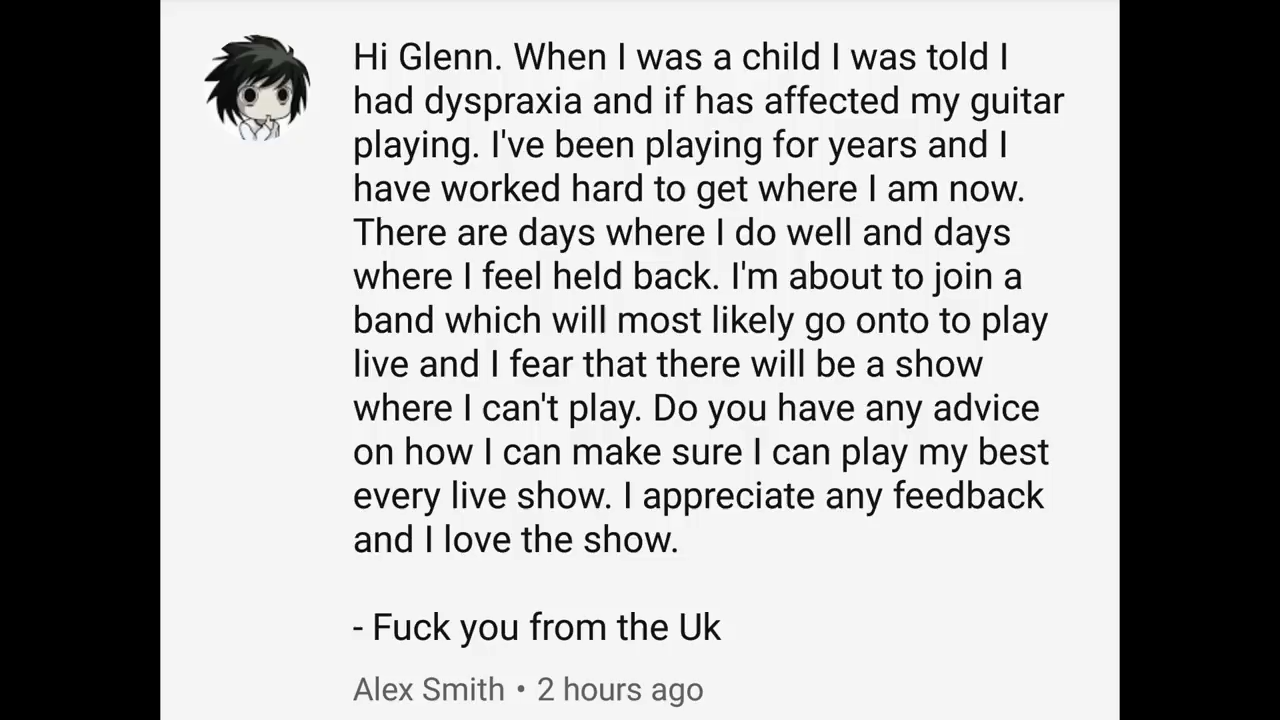 Hi Glenn. When I was a child I was told I
had dyspraxia and if has affected my guitar
playing. I've been playing for years and I
have worked hard to get where I am now.
There are days where I do well and days
where I feel held back. I'm about to join a
band which will most likely go onto to play
live and I fear that there will be a show
where I can't play. Do you have any advice
on how I can make sure I can play my best
every live show. I appreciate any feedback
and I love the show.
- Fuck you from the Uk
Alex Smith • 2 hours ago